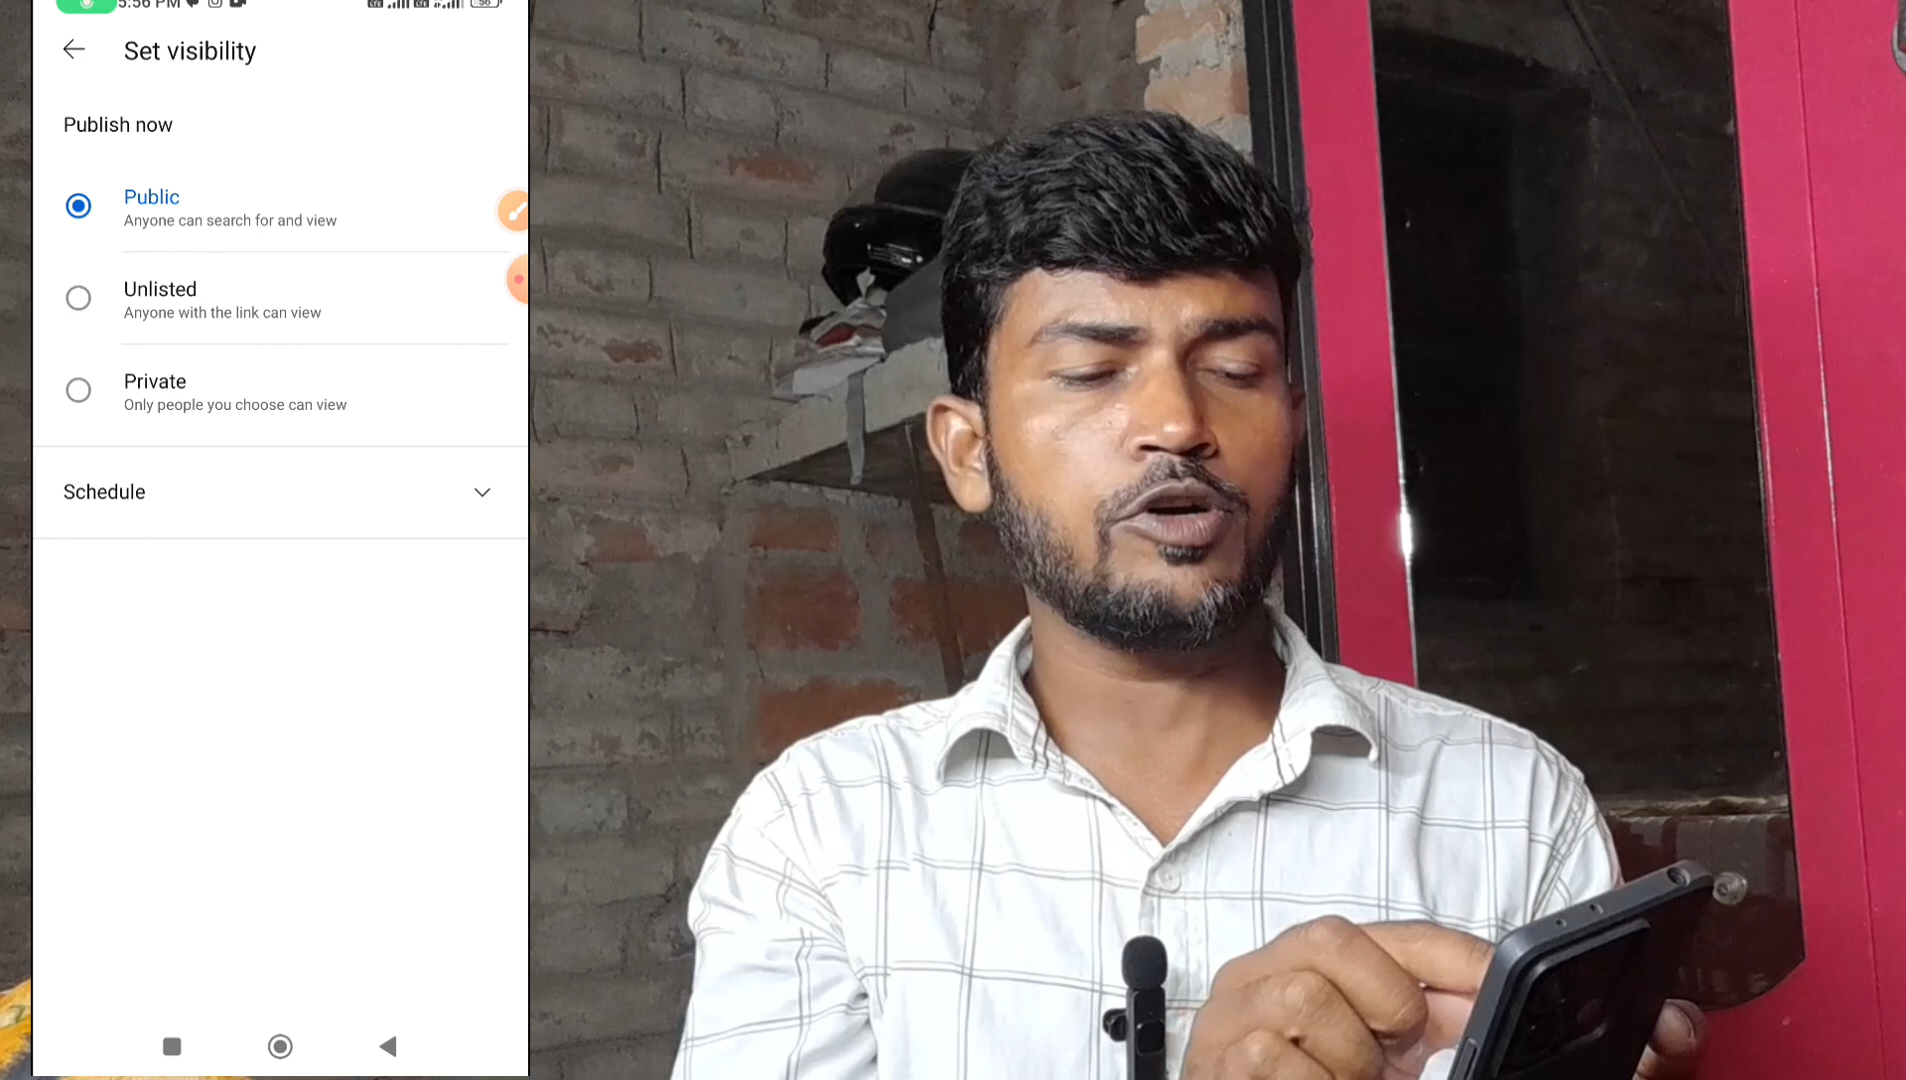 5:56 PM
56
Set visibility
Publish now
Public
Anyone can search for and view
Unlisted
Anyone with the link can view
Private
Only people you choose can view
Schedule